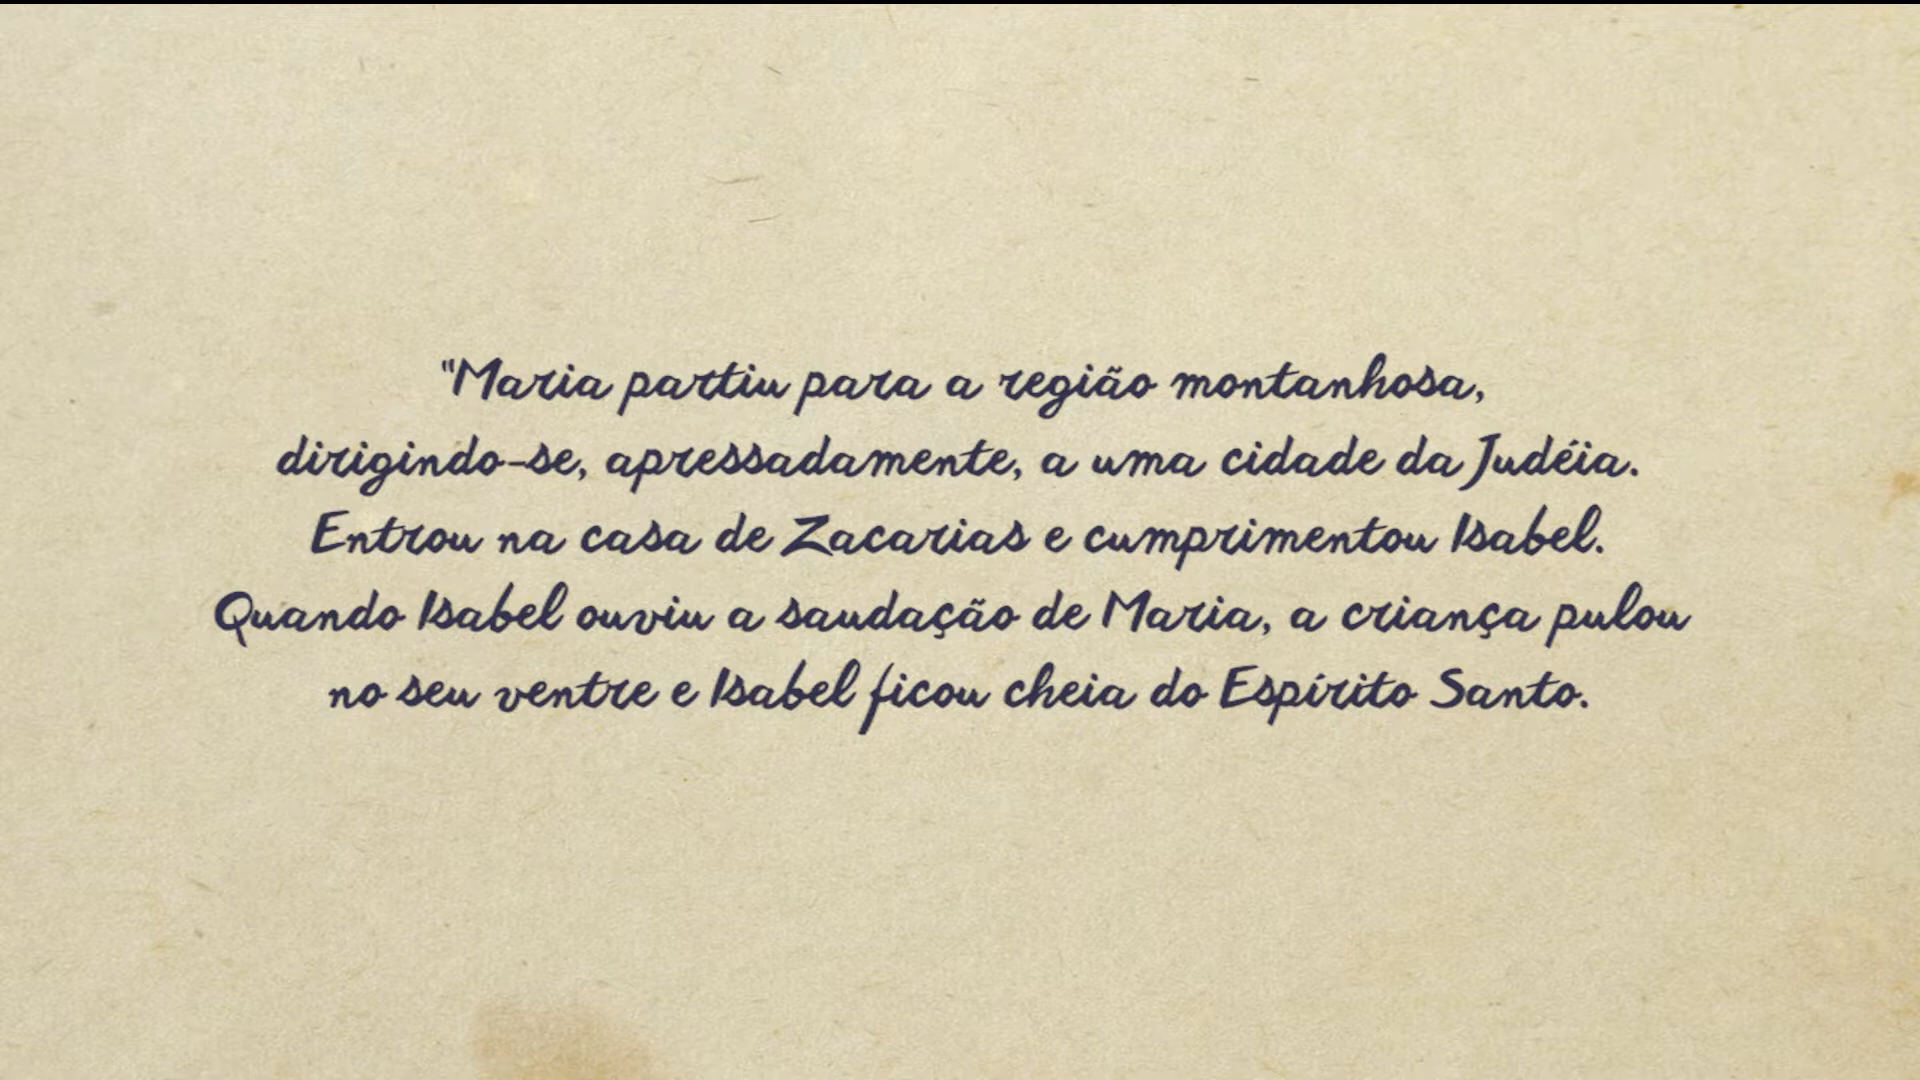 "Maria partiu para a região montanhosa,
dirigindo-se, apressadamente, a uma cidade da Judéia.
Entrou na casa de Zacarias e cumprimentou Isabel.
Quando Isabel ouviu a saudação de Maria, a criança pulou
no seu ventre e Isabel ficou cheia do Espírito Santo.